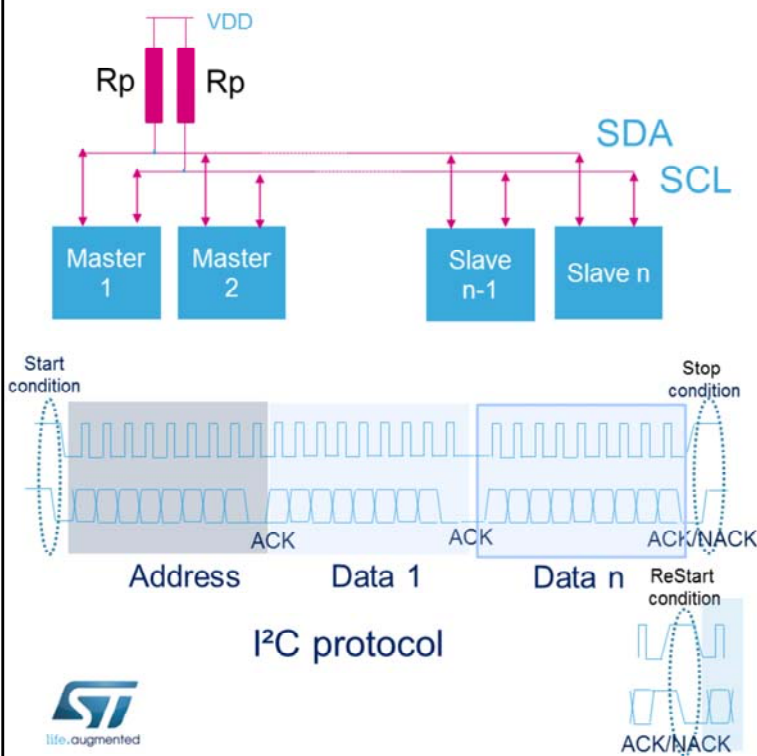 VDD
Rp Rp
SDA
SCL
Master
1
Master
2
Slave
n-1
Slave n
Start
condition
Stop
condition
ACK
ACK
ACK/NACK
Address
Data 1
Data n
ReStart
condition
I²C protocol
ACK/NACK
ST
life.augmented